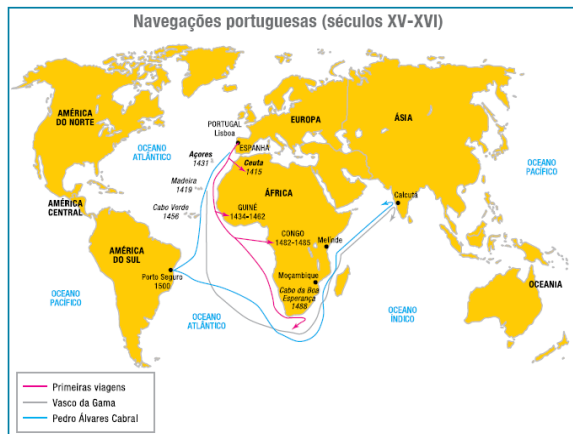 Navegações portuguesas (séculos XV-XVI)
AMÉRICA
DO NORTE
EUROPA
ÁSIA
PORTUGAL
Lisboa
ESPANHA
OCEANO
ATLÂNTICO
Açores
1431
Ceuta
1415
OCEANO
PACÍFICO
Madeira
1419
ÁFRICA
Calcutá
AMÉRICA
CENTRAL
Cabo Verde
1456
GUINÉ
1434-1462
CONGO
1482-1485
Melinde
AMÉRICA
DO SUL
Porto Seguro
1500
Moçambique
Cabo da Boa
Esperança
1488
OCEANIA
OCEANO
PACÍFICO
OCEANO
ATLÂNTICO
OCEANO
ÍNDICO
Primeiras viagens
Vasco da Gama
Pedro Álvares Cabral